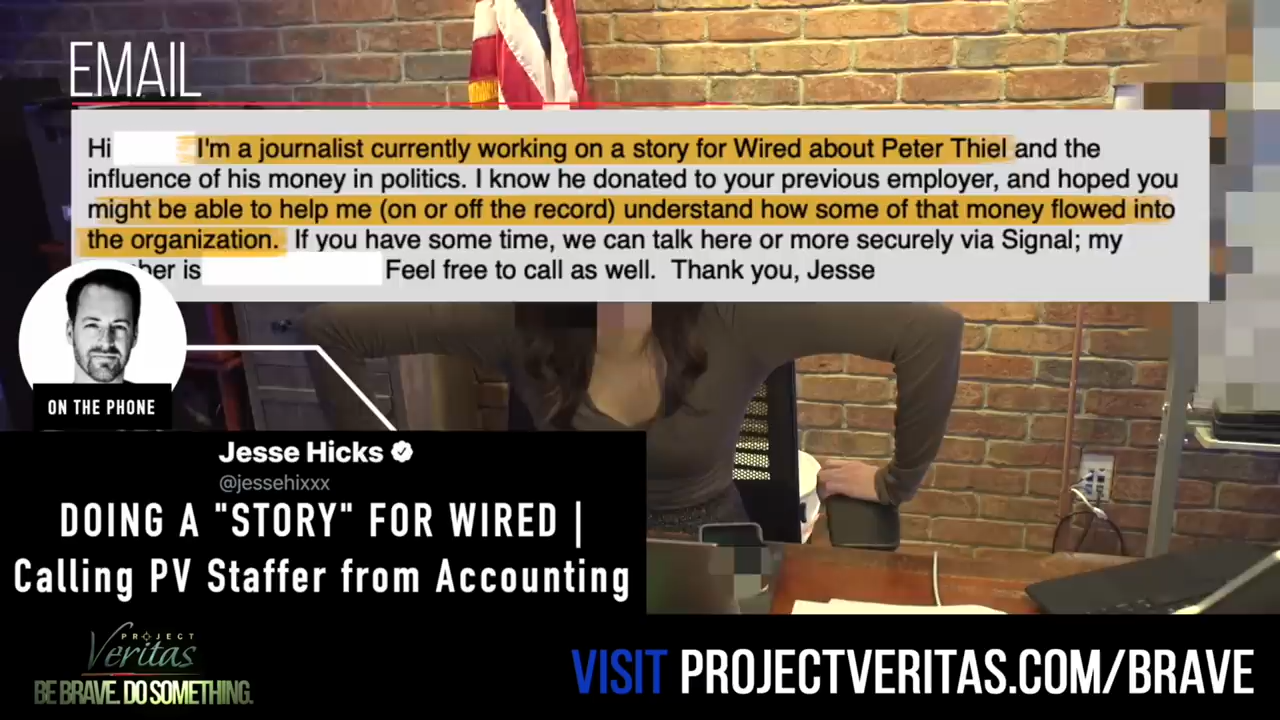 EMAIL
Hi I'm a journalist currently working on a story for Wired about Peter Thiel and the
influence of his money in politics. I know he donated to your previous employer, and hoped you
might be able to help me (on or off the record) understand how some of that money flowed into
the organization. If you have some time, we can talk here or more securely via Signal; my
is Feel free to call as well. Thank you, Jesse
ON THE PHONE
Jesse Hicks
@jessehixxx
DOING A "STORY" FOR WIRED |
Calling PV Staffer from Accounting
PROJECT
Veritas
BE BRAVE. DO SOMETHING.
VISIT PROJECTVERITAS.COM/BRAVE